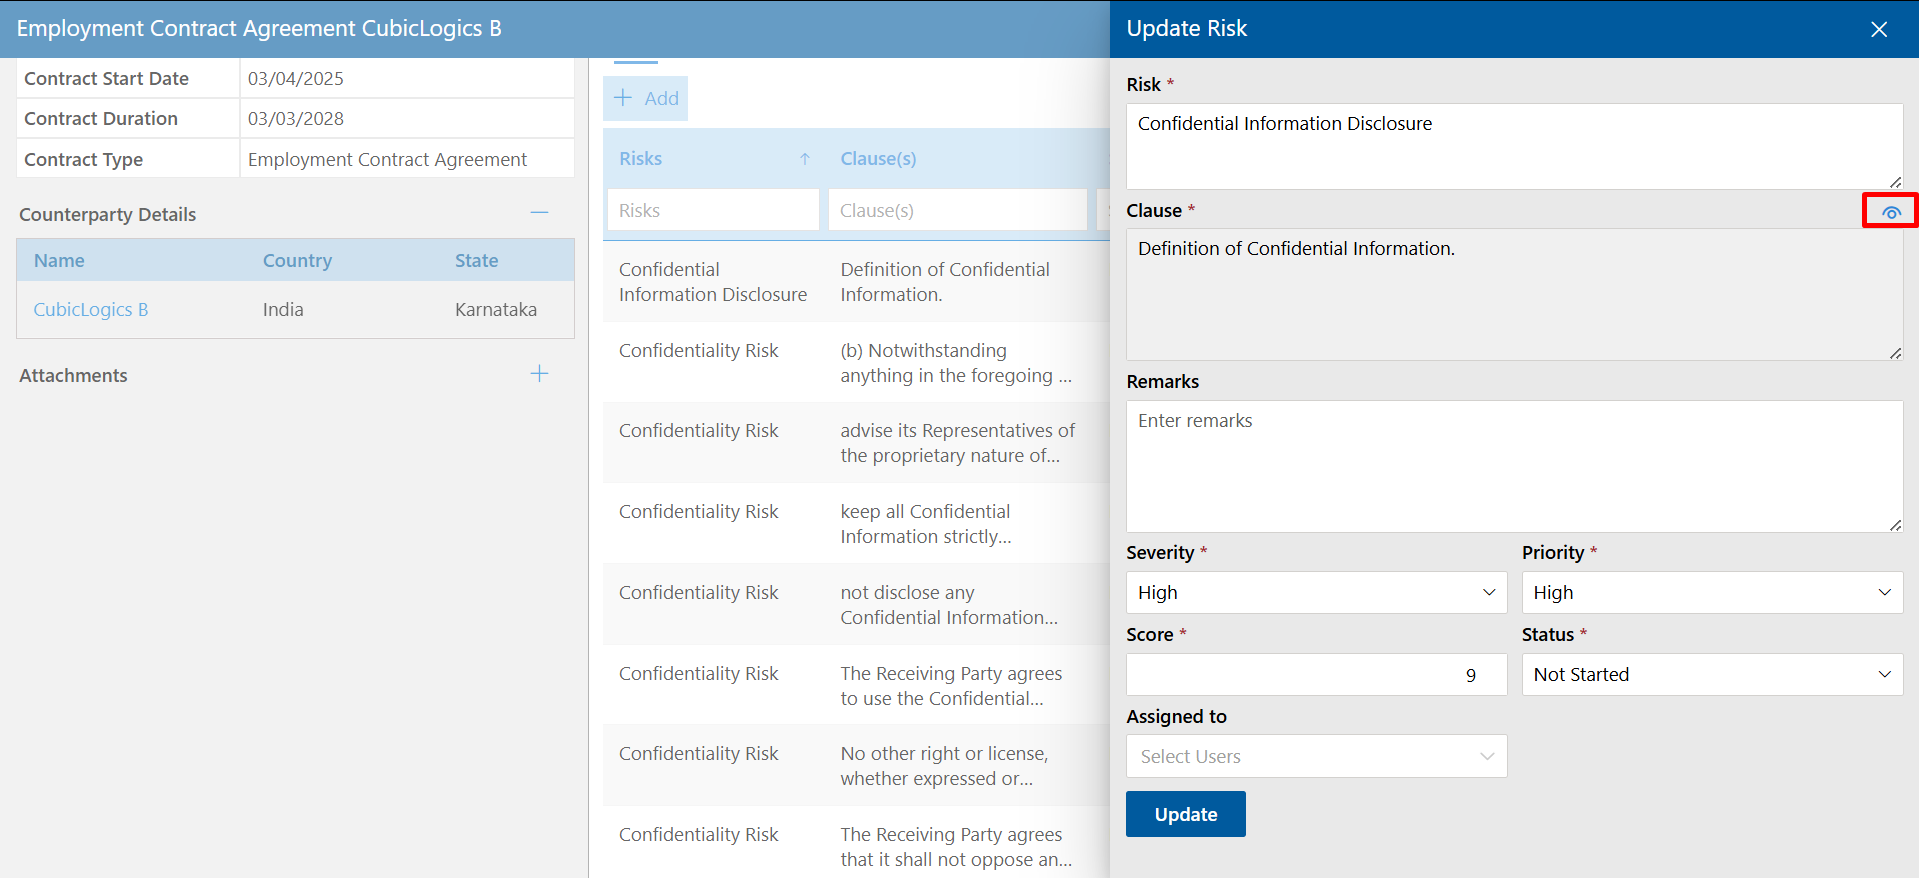 Employment Contract Agreement CubicLogics B
Contract Start Date 03/04/2025
Contract Duration 03/03/2028
Contract Type Employment Contract Agreement
Counterparty Details
Name Country State
CubicLogics B India Karnataka
Attachments
+ Add
Risks ↑ Clause(s)
Risks Clause(s)
Confidential
Information Disclosure
Definition of Confidential
Information.
Confidentiality Risk
(b) Notwithstanding
anything in the foregoing ...
Confidentiality Risk
advise its Representatives of
the proprietary nature of...
Confidentiality Risk
keep all Confidential
Information strictly...
Confidentiality Risk
not disclose any
Confidential Information...
Confidentiality Risk
The Receiving Party agrees
to use the Confidential...
Confidentiality Risk
No other right or license,
whether expressed or...
Confidentiality Risk
The Receiving Party agrees
that it shall not oppose an...
Update Risk
Risk *
Confidential Information Disclosure
Clause *
Definition of Confidential Information.
Remarks
Enter remarks
Severity * Priority *
High High
Score * Status *
9 Not Started
Assigned to
Select Users
Update